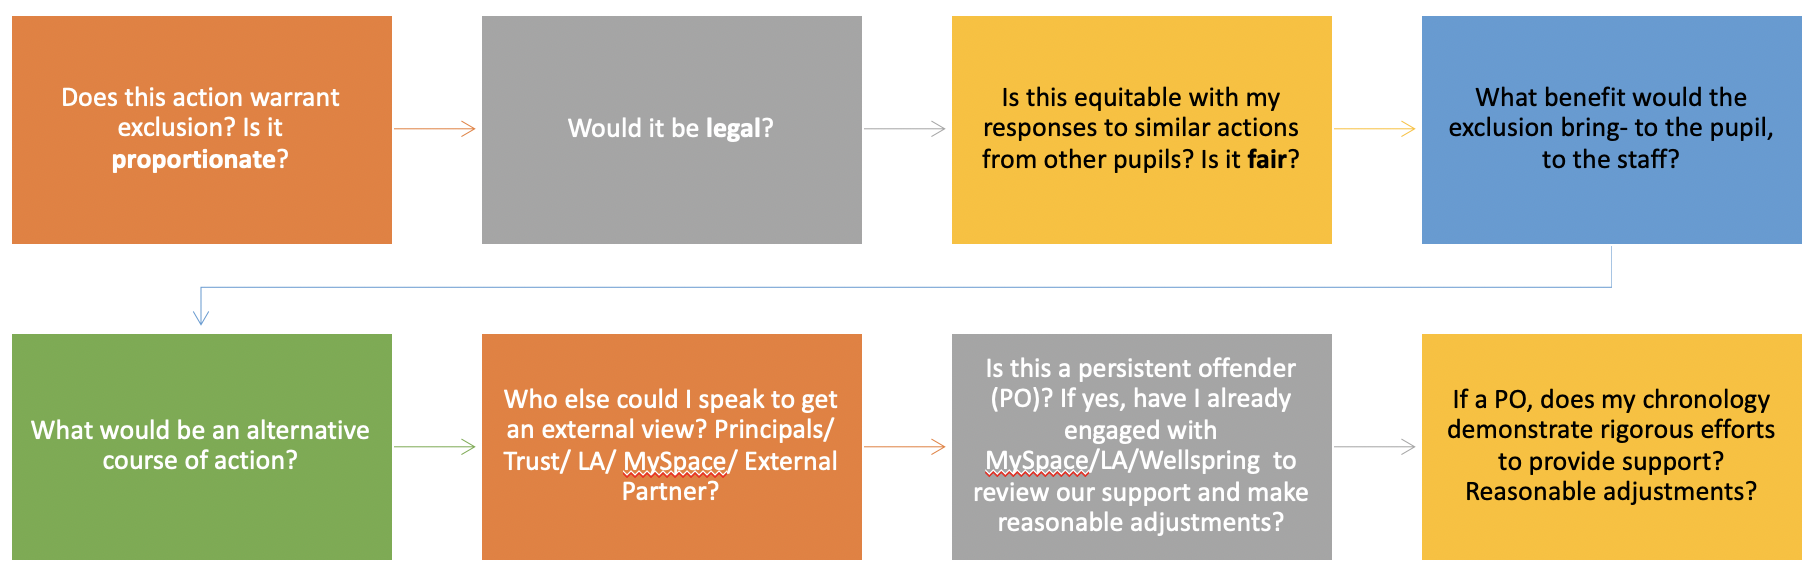 Does this action warrant
exclusion? Is it
proportionate?
Would it be legal?
Is this equitable with my
responses to similar actions
from other pupils? Is it fair?
What benefit would the
exclusion bring- to the pupil,
to the staff?
What would be an alternative
course of action?
Who else could I speak to get
an external view? Principals/
Trust/ LA/ MySpace/ External
Partner?
Is this a persistent offender
(PO)? If yes, have I already
engaged with
MySpace/LA/Wellspring  to
review our support and make
reasonable adjustments?
If a PO, does my chronology
demonstrate rigorous efforts
to provide support?
Reasonable adjustments?